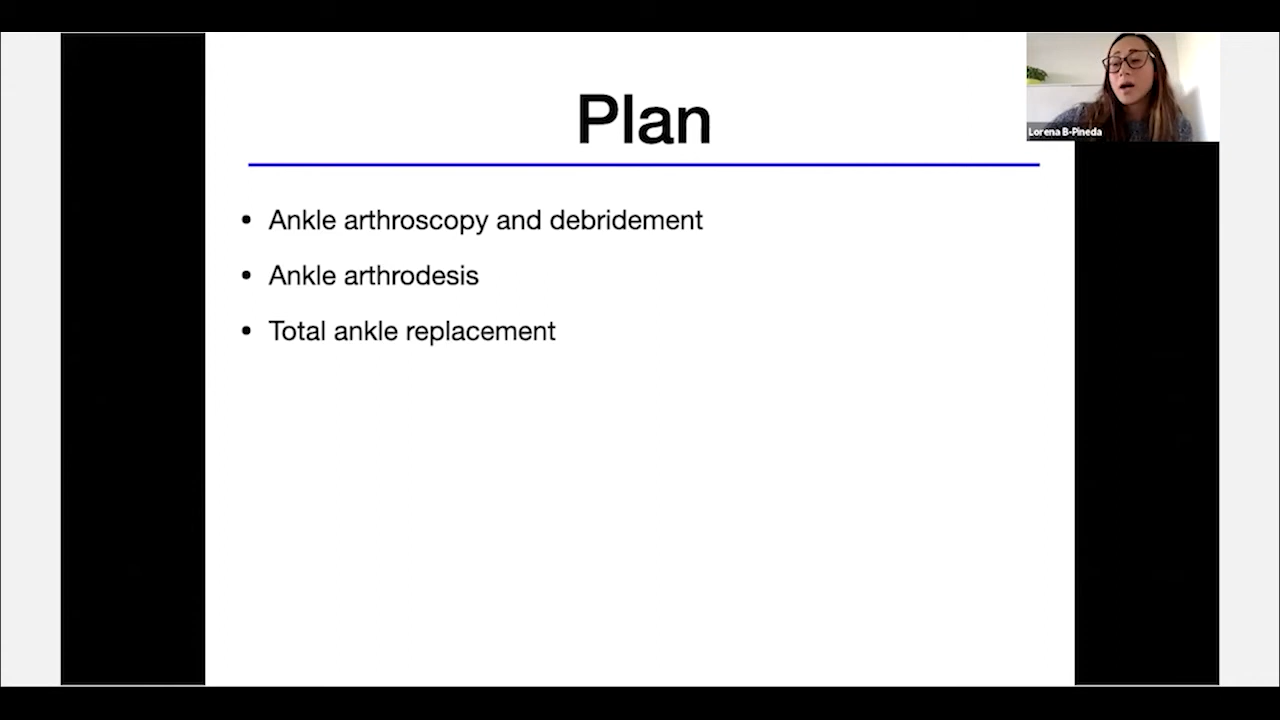 Plan
Lorena B-Pineda
• Ankle arthroscopy and debridement
• Ankle arthrodesis
• Total ankle replacement